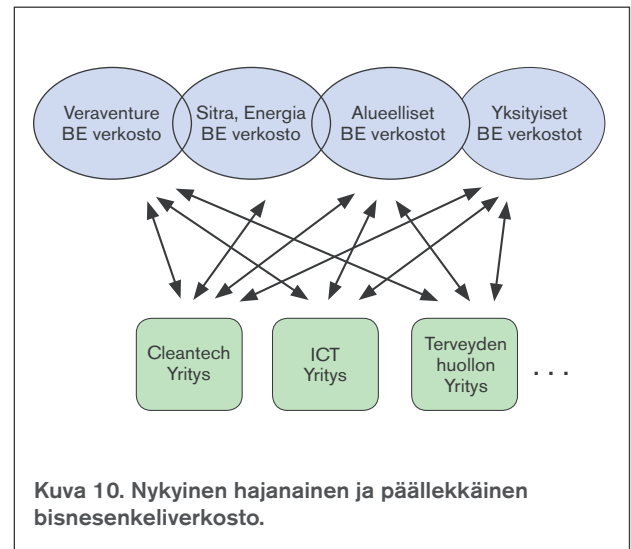 Veraventure
BE verkosto
Sitra, Energia
BE verkosto
Alueelliset
BE verkostot
Yksityiset
BE verkostot
Cleantech
Yritys
ICT
Yritys
Terveyden
huollon
Yritys
. . .
Kuva 10. Nykyinen hajanainen ja päällekkäinen
bisnesenkeliverkosto.